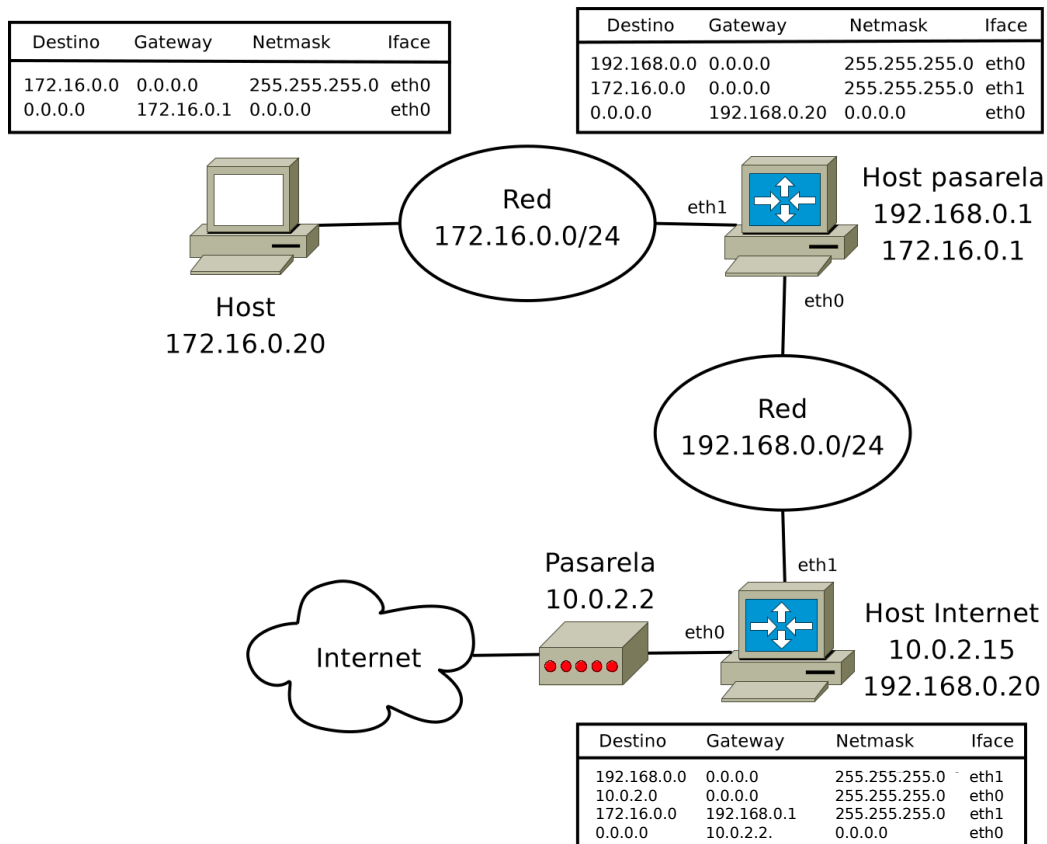 Destino Gateway Netmask Iface
172.16.0.0 0.0.0.0 255.255.255.0 eth0
0.0.0.0 172.16.0.1 0.0.0.0 eth0
Destino Gateway Netmask Iface
192.168.0.0 0.0.0.0 255.255.255.0 eth0
172.16.0.0 0.0.0.0 255.255.255.0 eth1
0.0.0.0 192.168.0.20 0.0.0.0 eth0
Red
172.16.0.0/24
eth1
Host pasarela
192.168.0.1
172.16.0.1
eth0
Host
172.16.0.20
Red
192.168.0.0/24
eth1
Pasarela
10.0.2.2
eth0
Host Internet
10.0.2.15
192.168.0.20
Internet
Destino Gateway Netmask Iface
192.168.0.0 0.0.0.0 255.255.255.0 eth1
10.0.2.0 0.0.0.0 255.255.255.0 eth0
172.16.0.0 192.168.0.1 255.255.255.0 eth1
0.0.0.0 10.0.2.2. 0.0.0.0 eth0